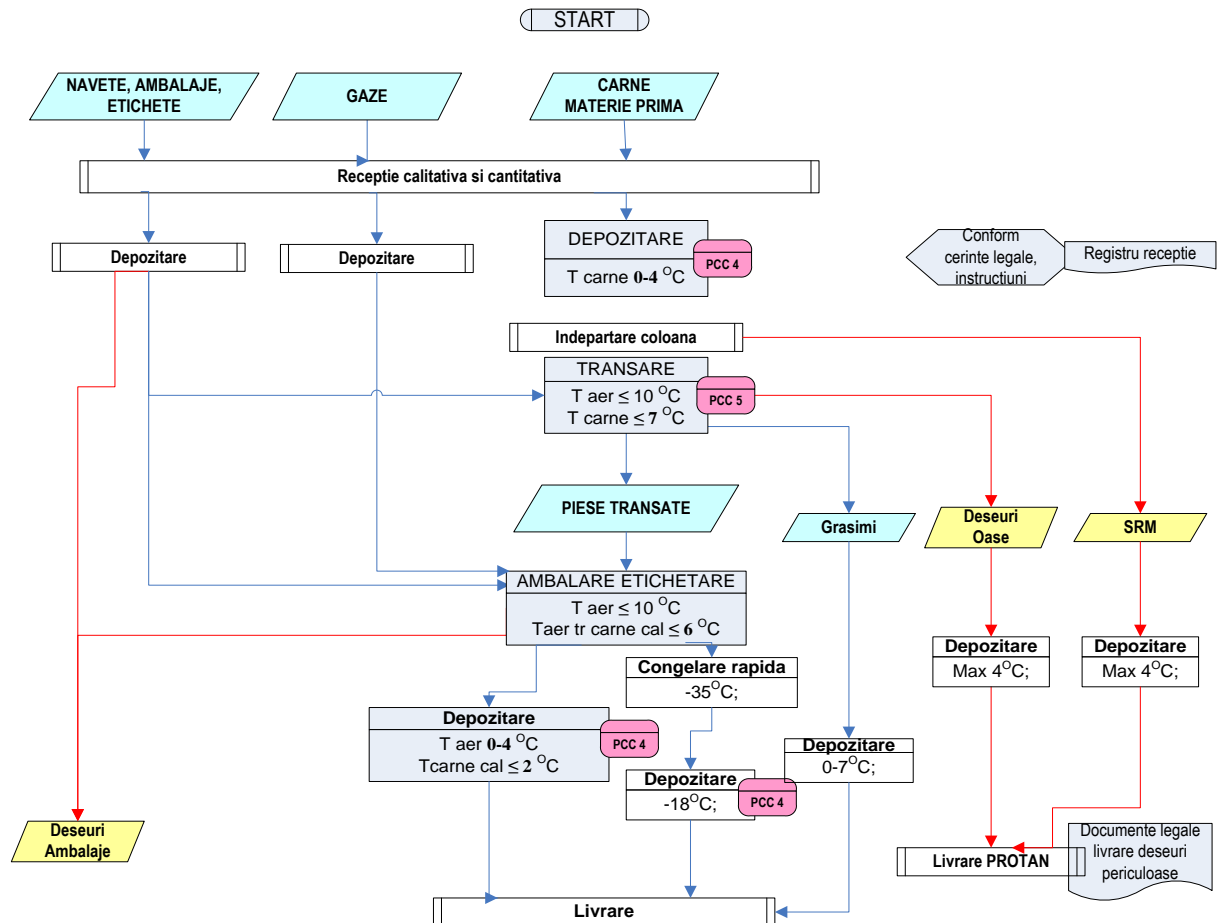 START
NAVETE, AMBALAJE,
ETICHETE
GAZE
CARNE
MATERIE PRIMA
Receptie calitativa si cantitativa
Depozitare
Depozitare
DEPOZITARE
T carne 0-4 ᴼC
PCC 4
Conform
cerinte legale,
instructiuni
Registru receptie
Indepartare coloana
TRANSARE
T aer ≤ 10 ᴼC
T carne ≤ 7 ᴼC
PCC 5
PIESE TRANSATE
Grasimi
Deseuri
Oase
SRM
AMBALARE ETICHETARE
T aer ≤ 10 ᴼC
Taer tr carne cal ≤ 6 ᴼC
Congelare rapida
-35ᴼC;
Depozitare
Max 4ᴼC;
Depozitare
Max 4ᴼC;
Depozitare
T aer 0-4 ᴼC
Tcarne cal ≤ 2 ᴼC
PCC 4
Depozitare
0-7ᴼC;
Depozitare
-18ᴼC;
PCC 4
Deseuri
Ambalaje
Livrare PROTAN
Documente legale
livrare deseuri
periculoase
Livrare